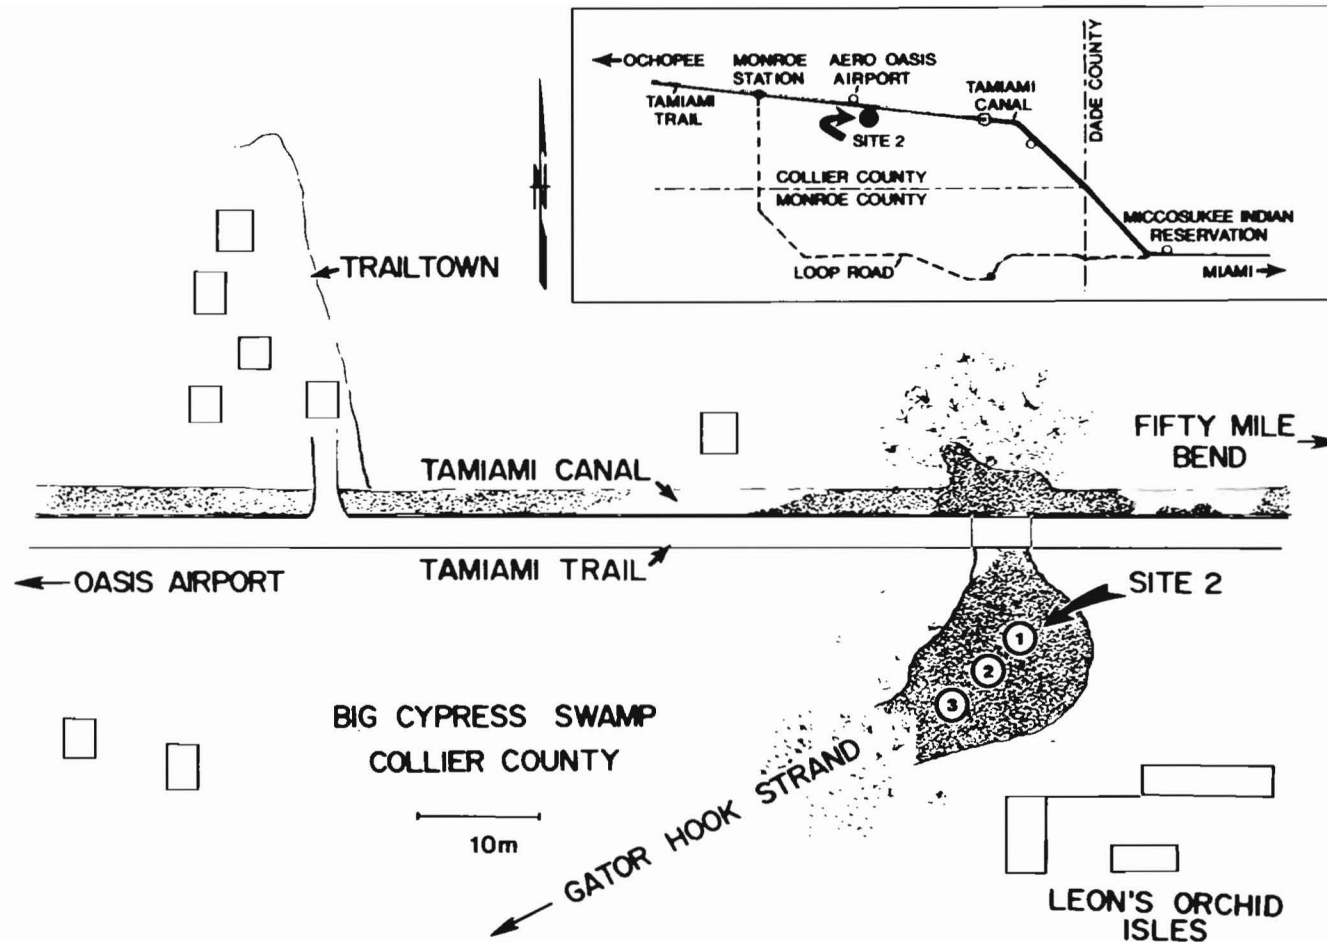 OCHOPEE
MONROE
STATION
AERO OASIS
AIRPORT
TAMIAMI
CANAL
DADE COUNTY
TAMIAMI
TRAIL
SITE 2
COLLIER COUNTY
MONROE COUNTY
MICCOSUKEE INDIAN
RESERVATION
LOOP ROAD
MIAMI
N
TRAILTOWN
FIFTY MILE
BEND
TAMIAMI CANAL
TAMIAMI TRAIL
OASIS AIRPORT
SITE 2
1
2
3
BIG CYPRESS SWAMP
COLLIER COUNTY
10m
GATOR HOOK STRAND
LEON'S ORCHID
ISLES